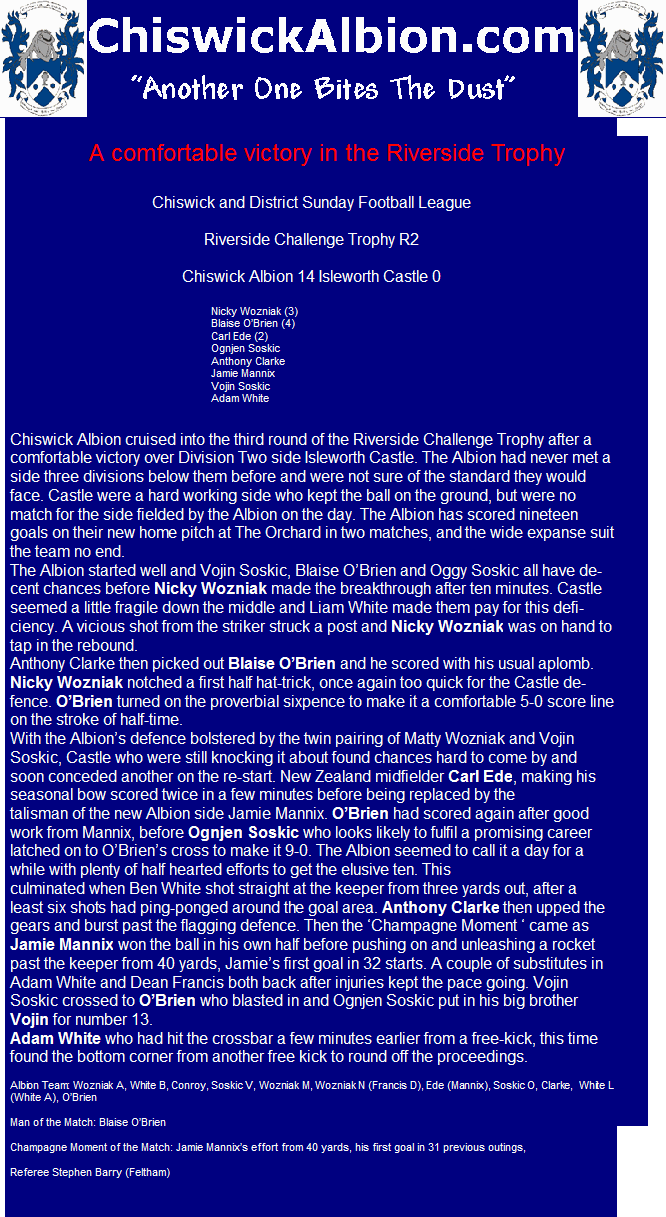 ChiswickAlbion.com
“Another One Bites The Dust”
A comfortable victory in the Riverside Trophy
Chiswick and District Sunday Football League
Riverside Challenge Trophy R2
Chiswick Albion 14 Isleworth Castle 0
Nicky Wozniak (3)
Blaise O'Brien (4)
Carl Ede (2)
Ognjen Soskic
Anthony Clarke
Jamie Mannix
Vojin Soskic
Adam White
Chiswick Albion cruised into the third round of the Riverside Challenge Trophy after a
comfortable victory over Division Two side Isleworth Castle. The Albion had never met a
side three divisions below them before and were not sure of the standard they would
face. Castle were a hard working side who kept the ball on the ground, but were no
match for the side fielded by the Albion on the day. The Albion has scored nineteen
goals on their new home pitch at The Orchard in two matches, and the wide expanse suit
the team no end.
The Albion started well and Vojin Soskic, Blaise O’Brien and Oggy Soskic all have de-
cent chances before Nicky Wozniak made the breakthrough after ten minutes. Castle
seemed a little fragile down the middle and Liam White made them pay for this defi-
ciency. A vicious shot from the striker struck a post and Nicky Wozniak was on hand to
tap in the rebound.
Anthony Clarke then picked out Blaise O’Brien and he scored with his usual aplomb.
Nicky Wozniak notched a first half hat-trick, once again too quick for the Castle de-
fence. O’Brien turned on the proverbial sixpence to make it a comfortable 5-0 score line
on the stroke of half-time.
With the Albion’s defence bolstered by the twin pairing of Matty Wozniak and Vojin
Soskic, Castle who were still knocking it about found chances hard to come by and
soon conceded another on the re-start. New Zealand midfielder Carl Ede, making his
seasonal bow scored twice in a few minutes before being replaced by the
talisman of the new Albion side Jamie Mannix. O’Brien had scored again after good
work from Mannix, before Ognjen Soskic who looks likely to fulfil a promising career
latched on to O’Brien’s cross to make it 9-0. The Albion seemed to call it a day for a
while with plenty of half hearted efforts to get the elusive ten. This
culminated when Ben White shot straight at the keeper from three yards out, after a
least six shots had ping-ponged around the goal area. Anthony Clarke then upped the
gears and burst past the flagging defence. Then the ‘Champagne Moment ‘ came as
Jamie Mannix won the ball in his own half before pushing on and unleashing a rocket
past the keeper from 40 yards, Jamie’s first goal in 32 starts. A couple of substitutes in
Adam White and Dean Francis both back after injuries kept the pace going. Vojin
Soskic crossed to O’Brien who blasted in and Ognjen Soskic put in his big brother
Vojin for number 13.
Adam White who had hit the crossbar a few minutes earlier from a free-kick, this time
found the bottom corner from another free kick to round off the proceedings.
Albion Team: Wozniak A, White B, Conroy, Soskic V, Wozniak M, Wozniak N (Francis D), Ede (Mannix), Soskic O, Clarke, White L
(White A), O'Brien
Man of the Match: Blaise O'Brien
Champagne Moment of the Match: Jamie Mannix's effort from 40 yards, his first goal in 31 previous outings,
Referee Stephen Barry (Feltham)